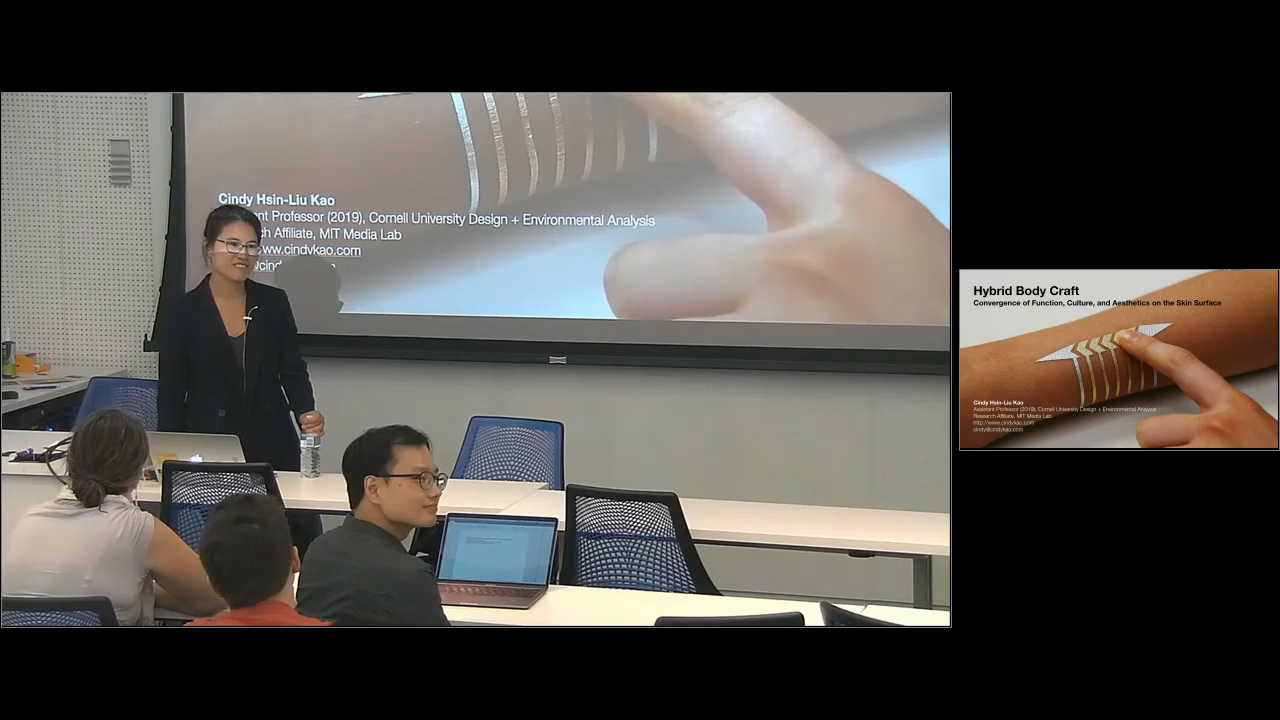 Cindy Hsin-Liu Kao
ant Professor (2019), Cornell University Design + Environmental Analysis
ch Affiliate, MIT Media Lab
www.cindykao.com
@cind
Hybrid Body Craft
Convergence of Function, Culture, and Aesthetics on the Skin Surface
Cindy Hsin-Liu Kao
Assistant Professor (2019), Cornell University Design + Environmental Analysis
Research Affiliate, MIT Media Lab
http://www.cindykao.com
cindy@cindykao.com